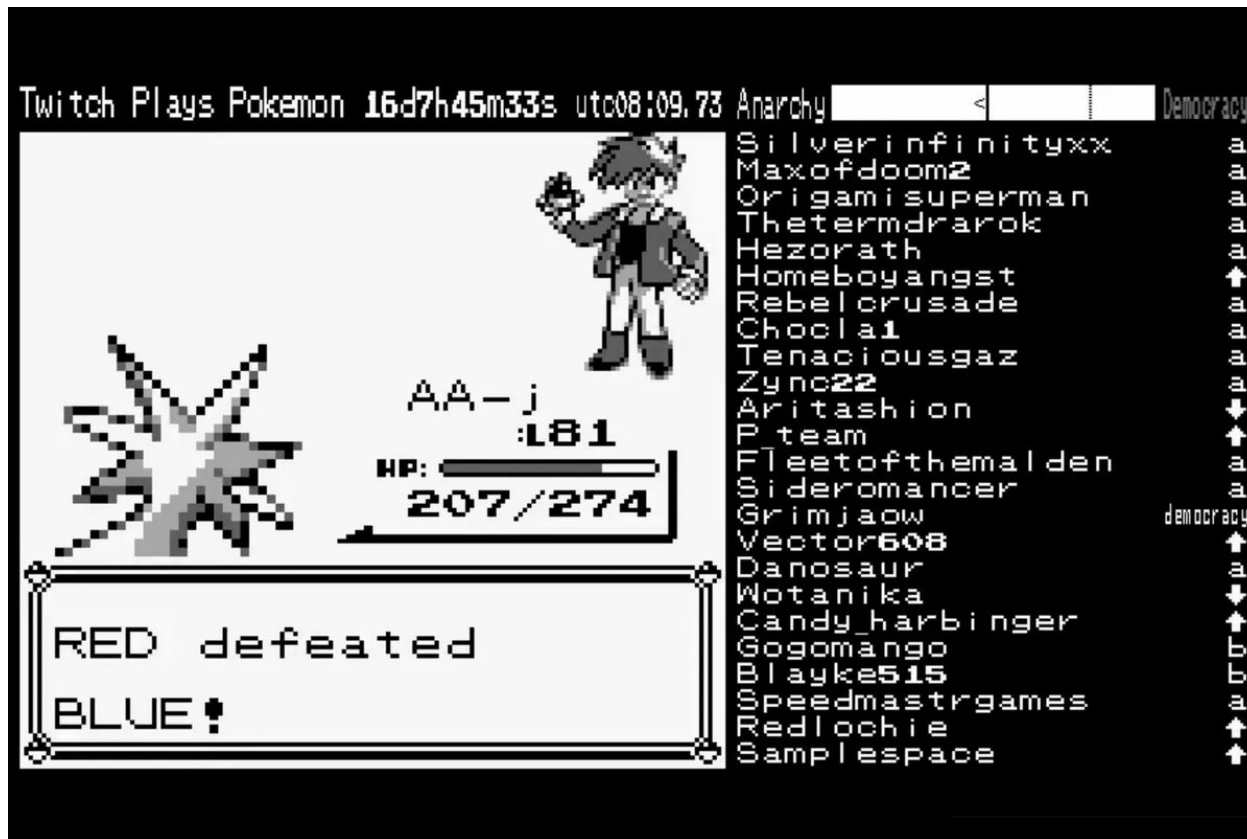 Twitch Plays Pokemon 16d7h45m33s utc08:09.73 Anarchy < Democracy
AA-j
:L81
HP:
207/274
RED defeated
BLUE!
Silverinfinityxx a
Maxofdoom2 a
Origamisuperman a
Thetermdrarok a
Hezorath a
Homeboyangst ⬆
Rebelcrusade a
Chocla1 a
Tenaciousgaz a
Zync22 a
Aritashion ⬇
P_team ⬆
Fleetofthemalden a
Sideromancer a
Grimjaow democracy
Vector608 ⬆
Danosaur a
Wotanika ⬇
Candy_harbinger ⬆
Gogomango b
Blayke515 b
Speedmastrgames a
Redlochie ⬆
Samplespace ⬆